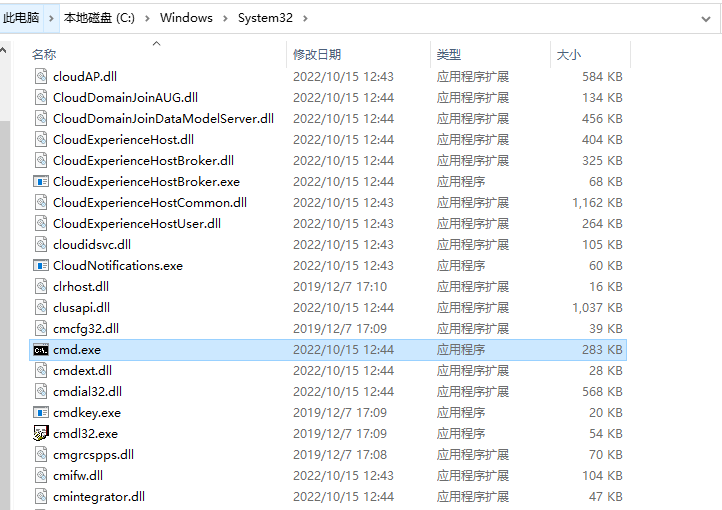 此电脑 本地磁盘 (C:) Windows System32
名称 修改日期 类型 大小
cloudAP.dll 2022/10/15 12:43 应用程序扩展 584 KB
CloudDomainJoinAUG.dll 2022/10/15 12:44 应用程序扩展 134 KB
CloudDomainJoinDataModelServer.dll 2022/10/15 12:44 应用程序扩展 456 KB
CloudExperienceHost.dll 2022/10/15 12:43 应用程序扩展 404 KB
CloudExperienceHostBroker.dll 2022/10/15 12:44 应用程序扩展 325 KB
CloudExperienceHostBroker.exe 2022/10/15 12:44 应用程序 68 KB
CloudExperienceHostCommon.dll 2022/10/15 12:43 应用程序扩展 1,162 KB
CloudExperienceHostUser.dll 2022/10/15 12:43 应用程序扩展 264 KB
cloudidsvc.dll 2022/10/15 12:43 应用程序扩展 105 KB
CloudNotifications.exe 2022/10/15 12:43 应用程序 60 KB
clrhost.dll 2019/12/7 17:10 应用程序扩展 16 KB
clusapi.dll 2022/10/15 12:44 应用程序扩展 1,037 KB
cmcfg32.dll 2019/12/7 17:09 应用程序扩展 39 KB
cmd.exe 2022/10/15 12:44 应用程序 283 KB
cmdext.dll 2022/10/15 12:44 应用程序扩展 28 KB
cmdial32.dll 2022/10/15 12:44 应用程序扩展 568 KB
cmdkey.exe 2019/12/7 17:09 应用程序 20 KB
cmdl32.exe 2019/12/7 17:09 应用程序 54 KB
cmgrcspps.dll 2019/12/7 17:08 应用程序扩展 70 KB
cmifw.dll 2022/10/15 12:43 应用程序扩展 104 KB
cmintegrator.dll 2022/10/15 12:44 应用程序扩展 47 KB